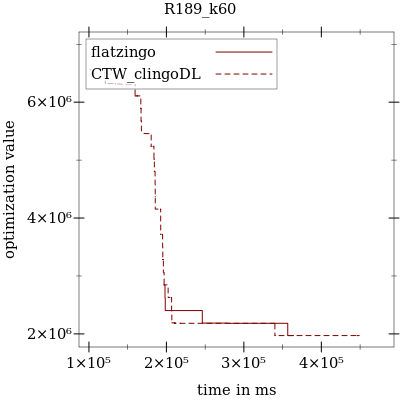 R189_k60
flatzingo
CTW_clingoDL
optimization value
6×10⁶
4×10⁶
2×10⁶
1×10⁵ 2×10⁵ 3×10⁵ 4×10⁵
time in ms